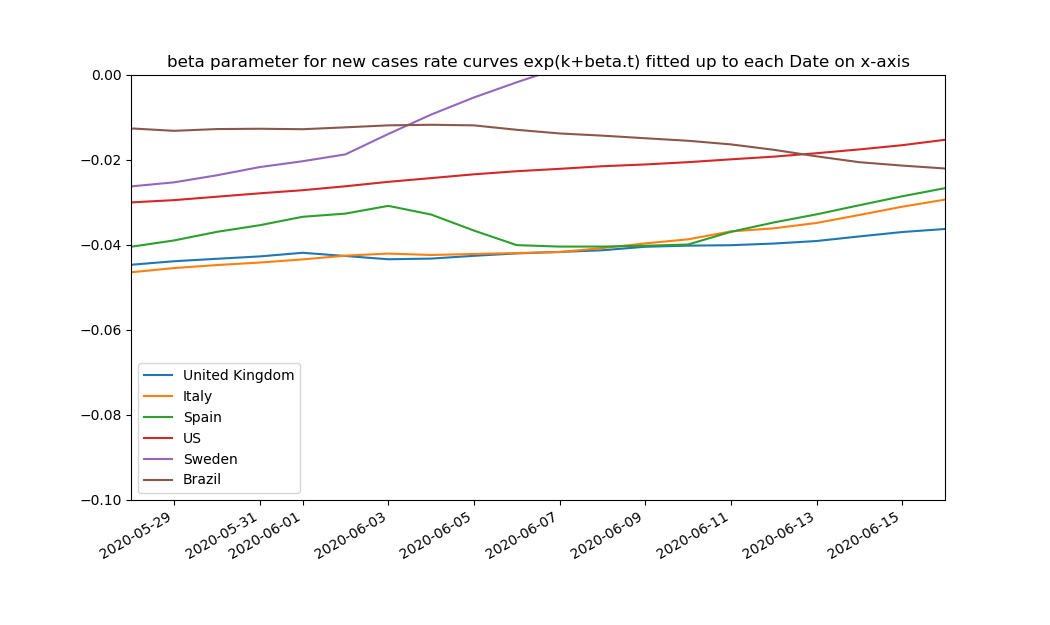 beta parameter for new cases rate curves exp(k+beta.t) fitted up to each Date on x-axis
0.00
−0.02
−0.04
−0.06
−0.08
−0.10
United Kingdom
Italy
Spain
US
Sweden
Brazil
2020-05-29
2020-05-31
2020-06-01
2020-06-03
2020-06-05
2020-06-07
2020-06-09
2020-06-11
2020-06-13
2020-06-15